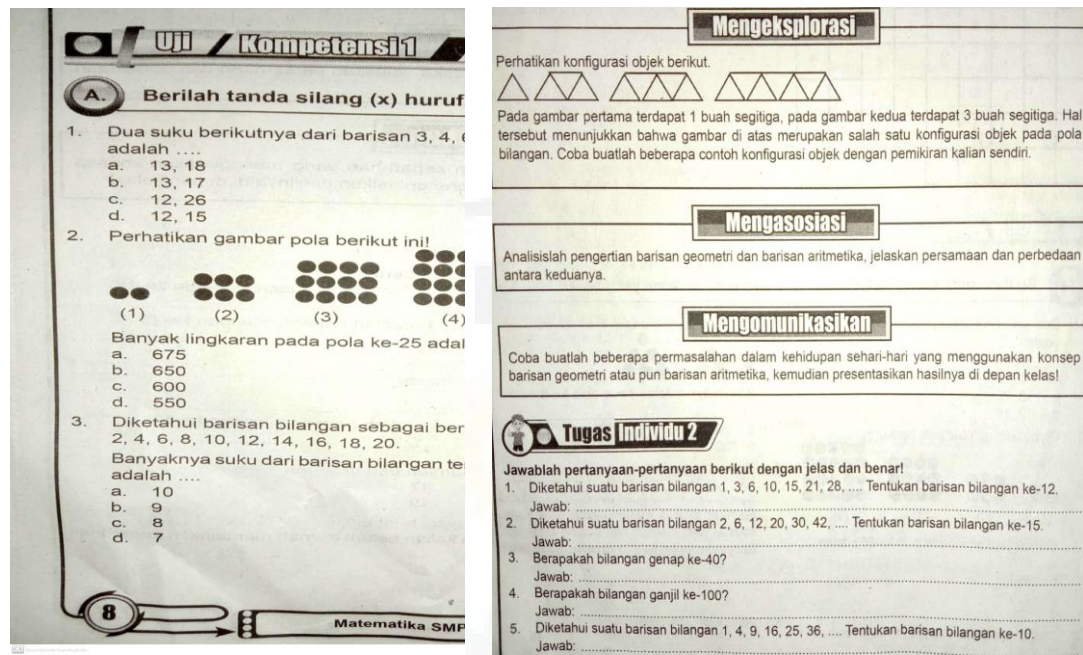 Uji Kompetensi 1
A. Berilah tanda silang (x) huruf
1. Dua suku berikutnya dari barisan 3, 4, 6
adalah ....
a. 13, 18
b. 13, 17
c. 12, 26
d. 12, 15
2. Perhatikan gambar pola berikut ini!
(1) (2) (3) (4)
Banyak lingkaran pada pola ke-25 adal
a. 675
b. 650
c. 600
d. 550
3. Diketahui barisan bilangan sebagai ber
2, 4, 6, 8, 10, 12, 14, 16, 18, 20.
Banyaknya suku dari barisan bilangan te
adalah ....
a. 10
b. 9
c. 8
d. 7
8
Matematika SMP
Mengeksplorasi
Perhatikan konfigurasi objek berikut.
Pada gambar pertama terdapat 1 buah segitiga, pada gambar kedua terdapat 3 buah segitiga. Hal
tersebut menunjukkan bahwa gambar di atas merupakan salah satu konfigurasi objek pada pola
bilangan. Coba buatlah beberapa contoh konfigurasi objek dengan pemikiran kalian sendiri.
Mengasosiasi
Analisislah pengertian barisan geometri dan barisan aritmetika, jelaskan persamaan dan perbedaan
antara keduanya.
Mengomunikasikan
Coba buatlah beberapa permasalahan dalam kehidupan sehari-hari yang menggunakan konsep
barisan geometri atau pun barisan aritmetika, kemudian presentasikan hasilnya di depan kelas!
Tugas Individu 2
Jawablah pertanyaan-pertanyaan berikut dengan jelas dan benar!
1. Diketahui suatu barisan bilangan 1, 3, 6, 10, 15, 21, 28, .... Tentukan barisan bilangan ke-12.
Jawab:
2. Diketahui suatu barisan bilangan 2, 6, 12, 20, 30, 42, .... Tentukan barisan bilangan ke-15.
Jawab:
3. Berapakah bilangan genap ke-40?
Jawab:
4. Berapakah bilangan ganjil ke-100?
Jawab:
5. Diketahui suatu barisan bilangan 1, 4, 9, 16, 25, 36, .... Tentukan barisan bilangan ke-10.
Jawab: